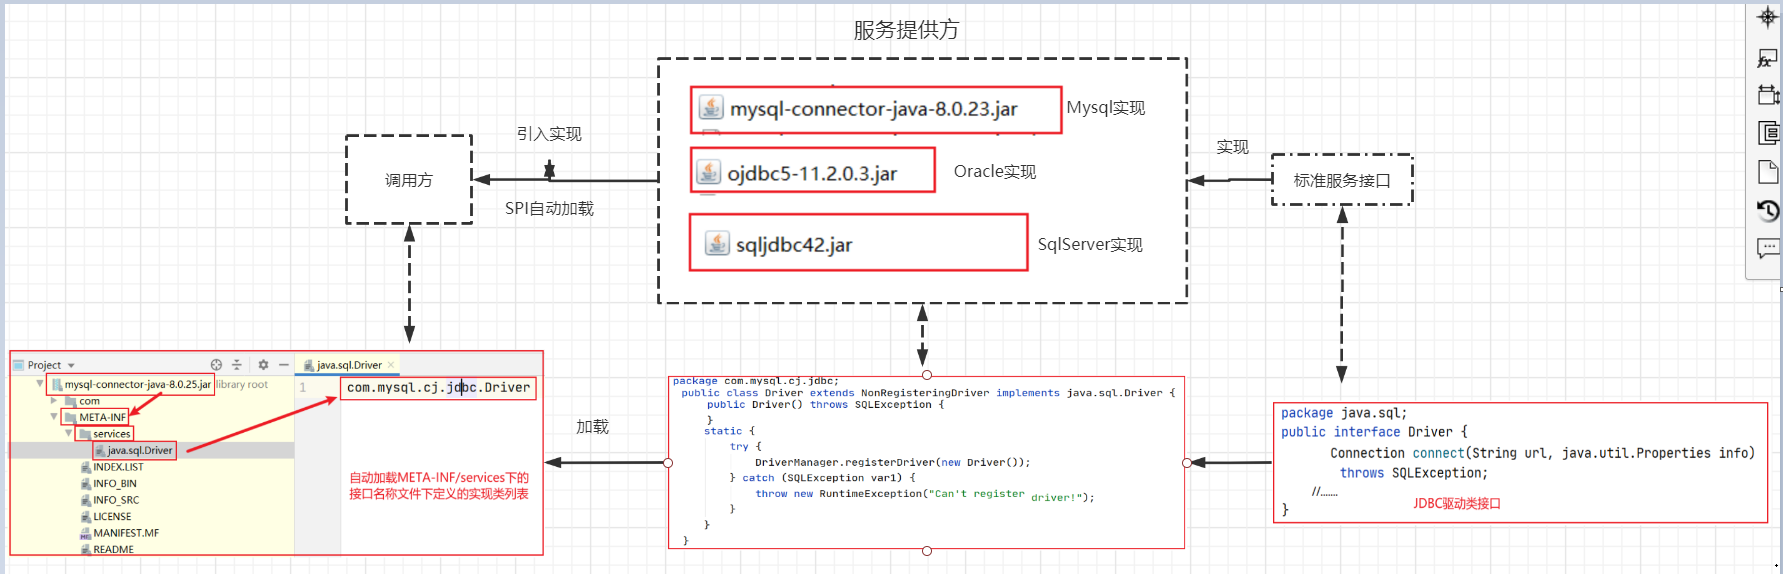 服务提供方
mysql-connector-java-8.0.23.jar
Mysql实现
引入实现
实现
ojdbc5-11.2.0.3.jar
Oracle实现
调用方
标准服务接口
SPI自动加载
sqljdbc42.jar
SqlServer实现
Project
java.sql.Driver
mysql-connector-java-8.0.25.jar library root
com
META-INF
services
java.sql.Driver
INDEX.LIST
INFO_BIN
INFO_SRC
LICENSE
MANIFEST.MF
README
1
com.mysql.cj.jdbc.Driver
自动加载META-INF/services下的
接口名称文件下定义的实现类列表
加载
package com.mysql.cj.jdbc;
public class Driver extends NonRegisteringDriver implements java.sql.Driver {
public Driver() throws SQLException {
}
static {
try {
DriverManager.registerDriver(new Driver());
} catch (SQLException var1) {
throw new RuntimeException("Can't register driver!");
}
}
}
package java.sql;
public interface Driver {
Connection connect(String url, java.util.Properties info)
throws SQLException;
//.......
JDBC驱动类接口
}